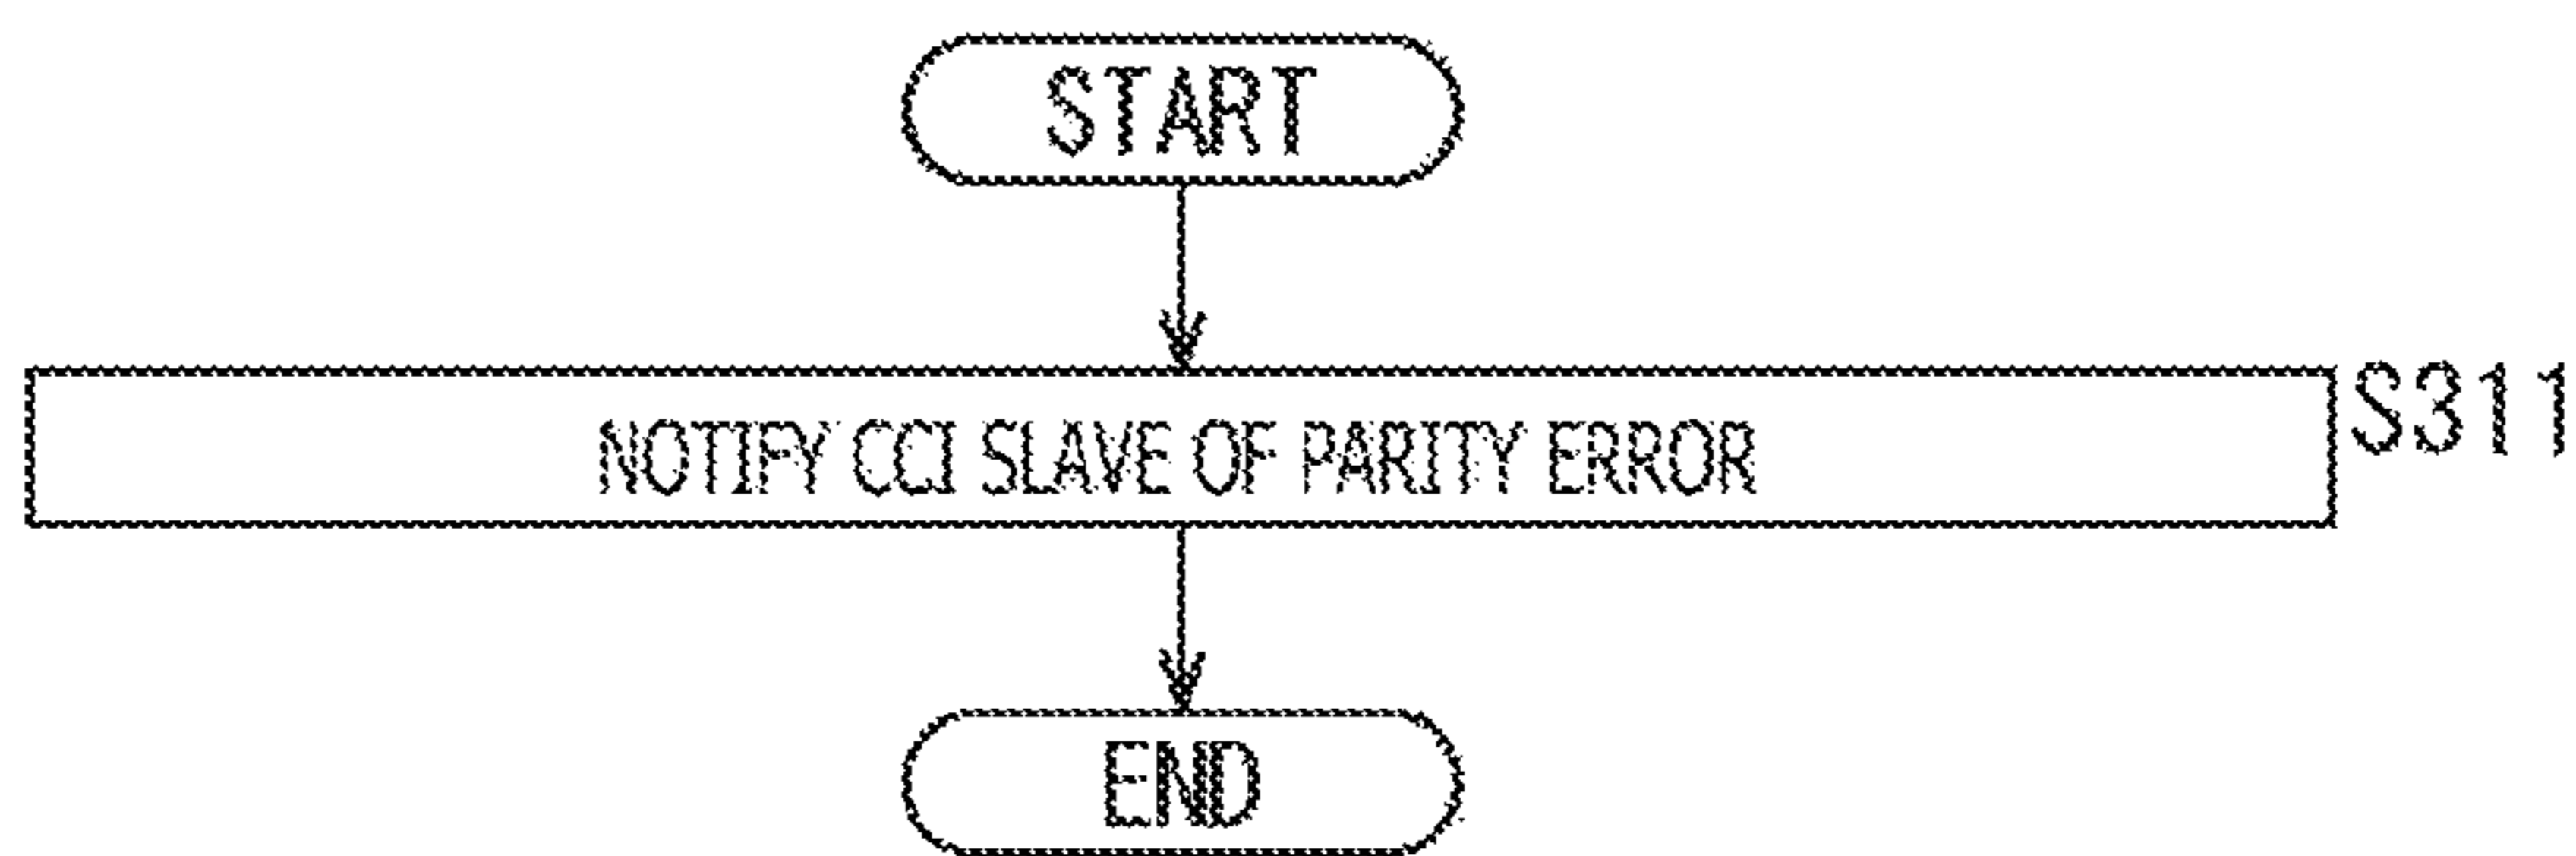 START
NOTIFY CCI SLAVE OF PARITY ERROR
S311
END